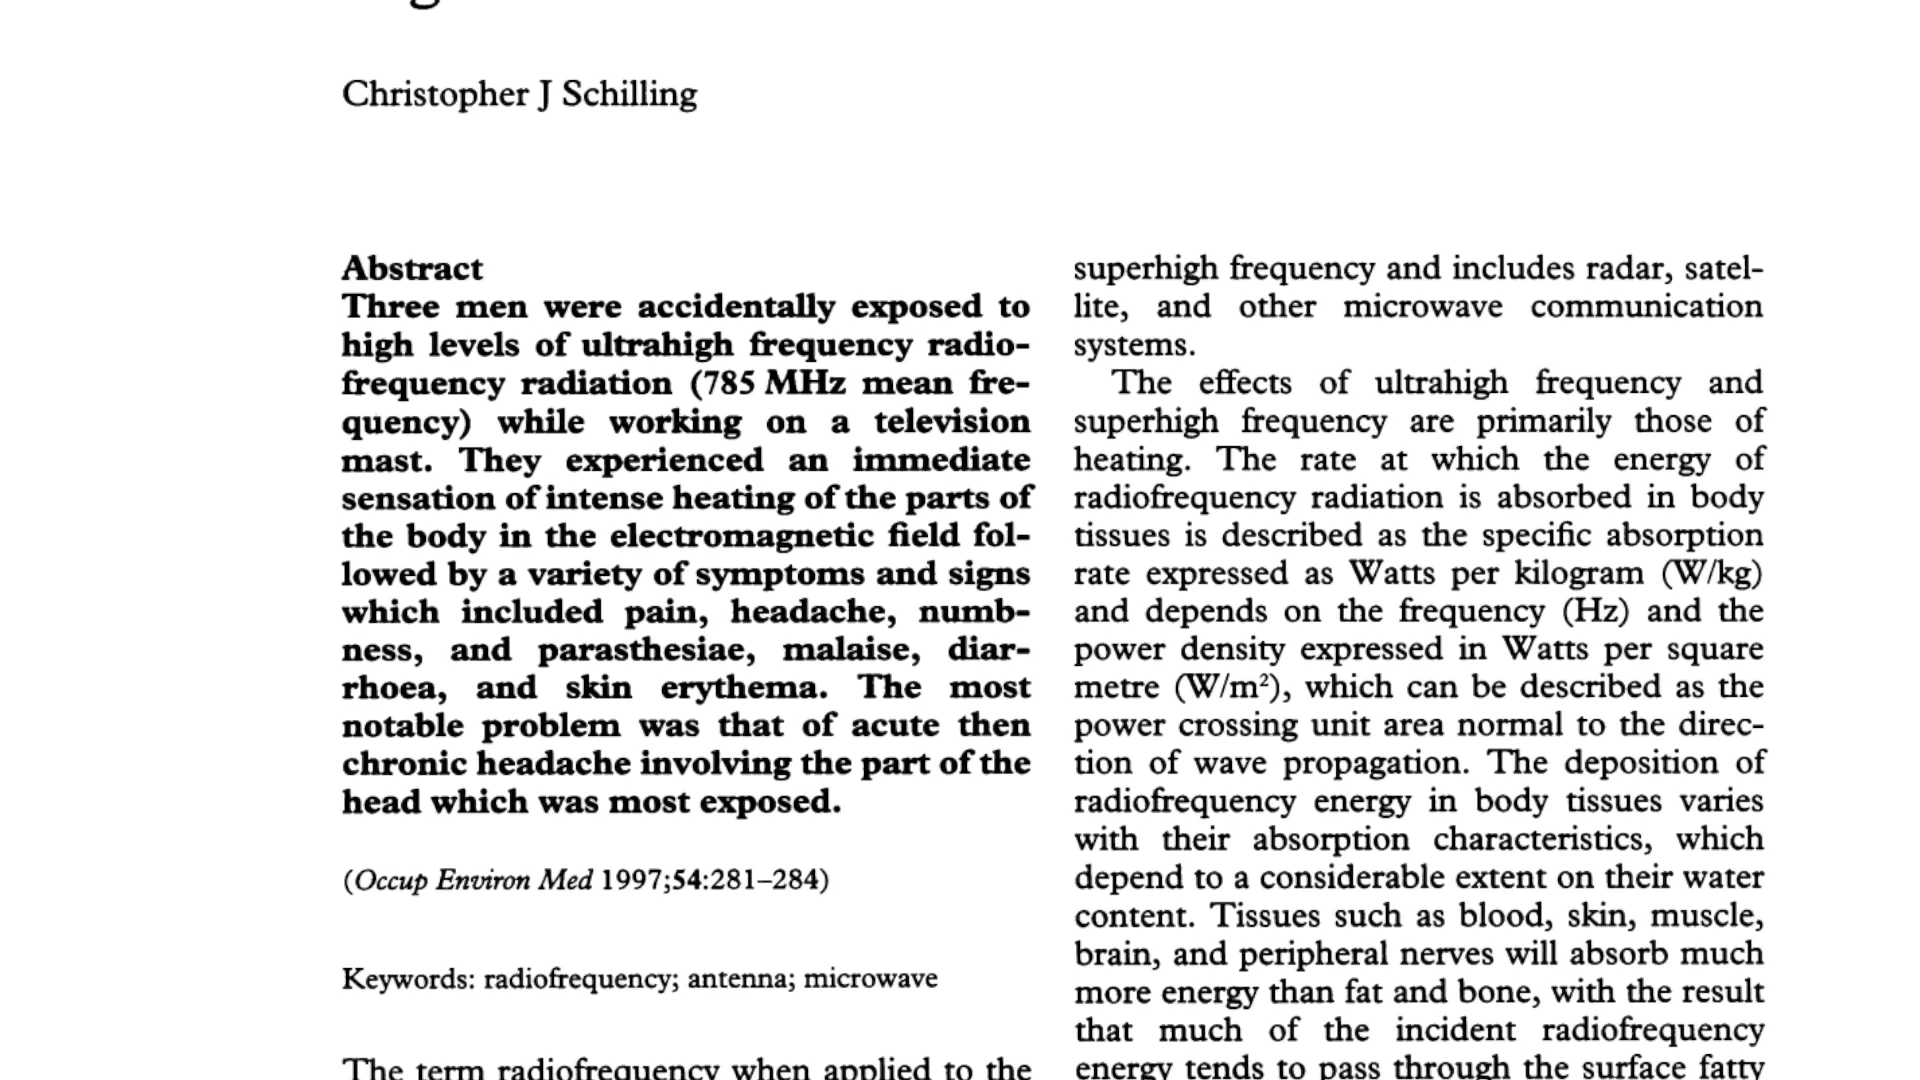 Christopher J Schilling
Abstract
Three men were accidentally exposed to
high levels of ultrahigh frequency radio-
frequency radiation (785 MHz mean fre-
quency) while working on a television
mast. They experienced an immediate
sensation of intense heating of the parts of
the body in the electromagnetic field fol-
lowed by a variety of symptoms and signs
which included pain, headache, numb-
ness, and parasthesiae, malaise, diar-
rhoea, and skin erythema. The most
notable problem was that of acute then
chronic headache involving the part of the
head which was most exposed.
(Occup Environ Med 1997;54:281–284)
Keywords: radiofrequency; antenna; microwave
The term radiofrequency when applied to the
superhigh frequency and includes radar, satel-
lite, and other microwave communication
systems.
The effects of ultrahigh frequency and
superhigh frequency are primarily those of
heating. The rate at which the energy of
radiofrequency radiation is absorbed in body
tissues is described as the specific absorption
rate expressed as Watts per kilogram (W/kg)
and depends on the frequency (Hz) and the
power density expressed in Watts per square
metre (W/m²), which can be described as the
power crossing unit area normal to the direc-
tion of wave propagation. The deposition of
radiofrequency energy in body tissues varies
with their absorption characteristics, which
depend to a considerable extent on their water
content. Tissues such as blood, skin, muscle,
brain, and peripheral nerves will absorb much
more energy than fat and bone, with the result
that much of the incident radiofrequency
energy tends to pass through the surface fatty